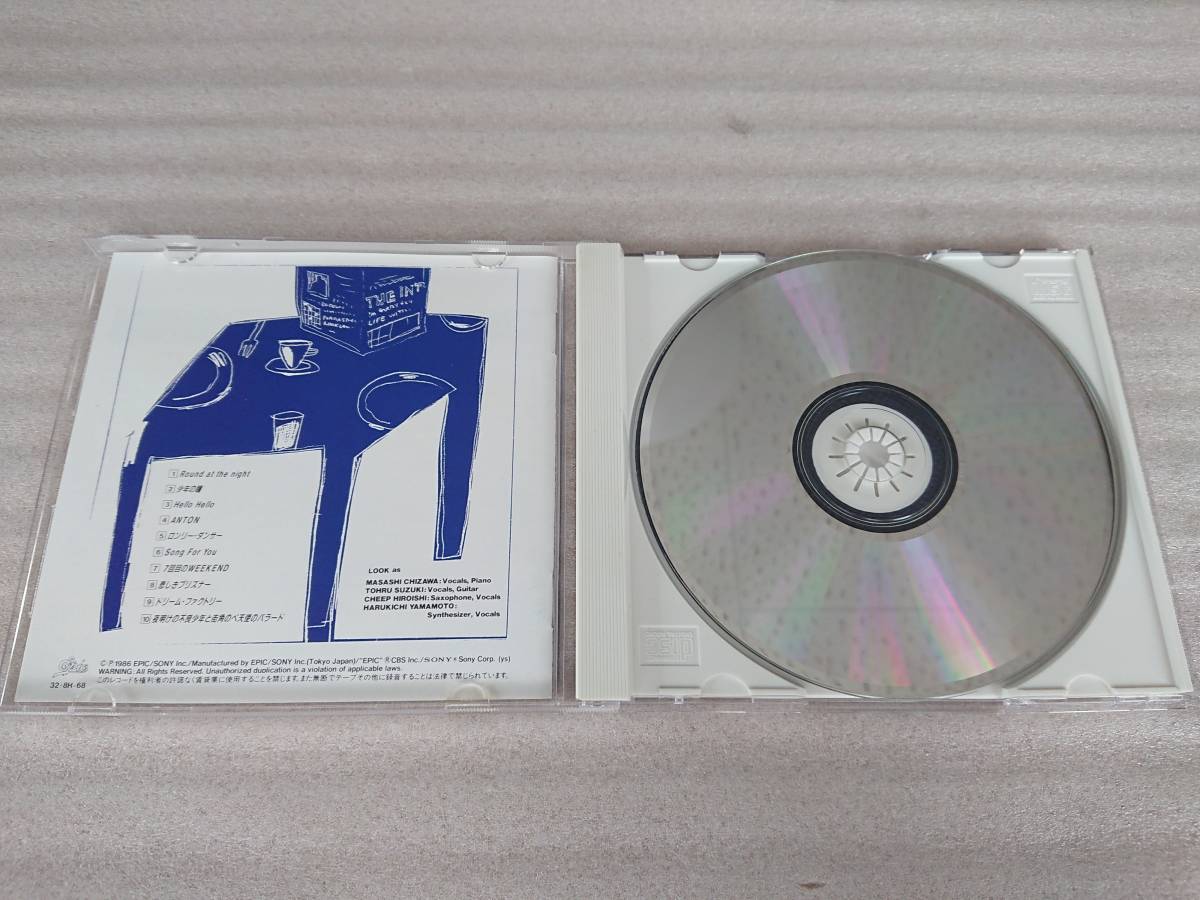 THE INT
LIFE WITH
1 Round at the night
2 少年の瞳
3 Hello Hello
4 ANTON
5 ロンリー・ダンサー
6 Song For You
7 7回目のWEEKEND
8 悲しきプリズナー
9 ドリーム・ファクトリー
10 夜明けの不良少年と街角のペ天使のバラード
LOOK as
MASASHI CHIZAWA: Vocals, Piano
TOHRU SUZUKI: Vocals, Guitar
CHEEP HIROISHI: Saxophone, Vocals
HARUKICHI YAMAMOTO:
Synthesizer, Vocals
Epic
©℗1986 EPIC/SONY Inc./Manufactured by EPIC/SONY Inc.(Tokyo Japan)/"EPIC" ® CBS Inc./SONY® Sony Corp. (ys)
WARNING: All Rights Reserved. Unauthorized duplication is a violation of applicable laws.
このレコードを権利者の許諾なく賃貸業に使用することを禁じます。また無断でテープその他に録音することは法律で禁じられています。
32・8H-68